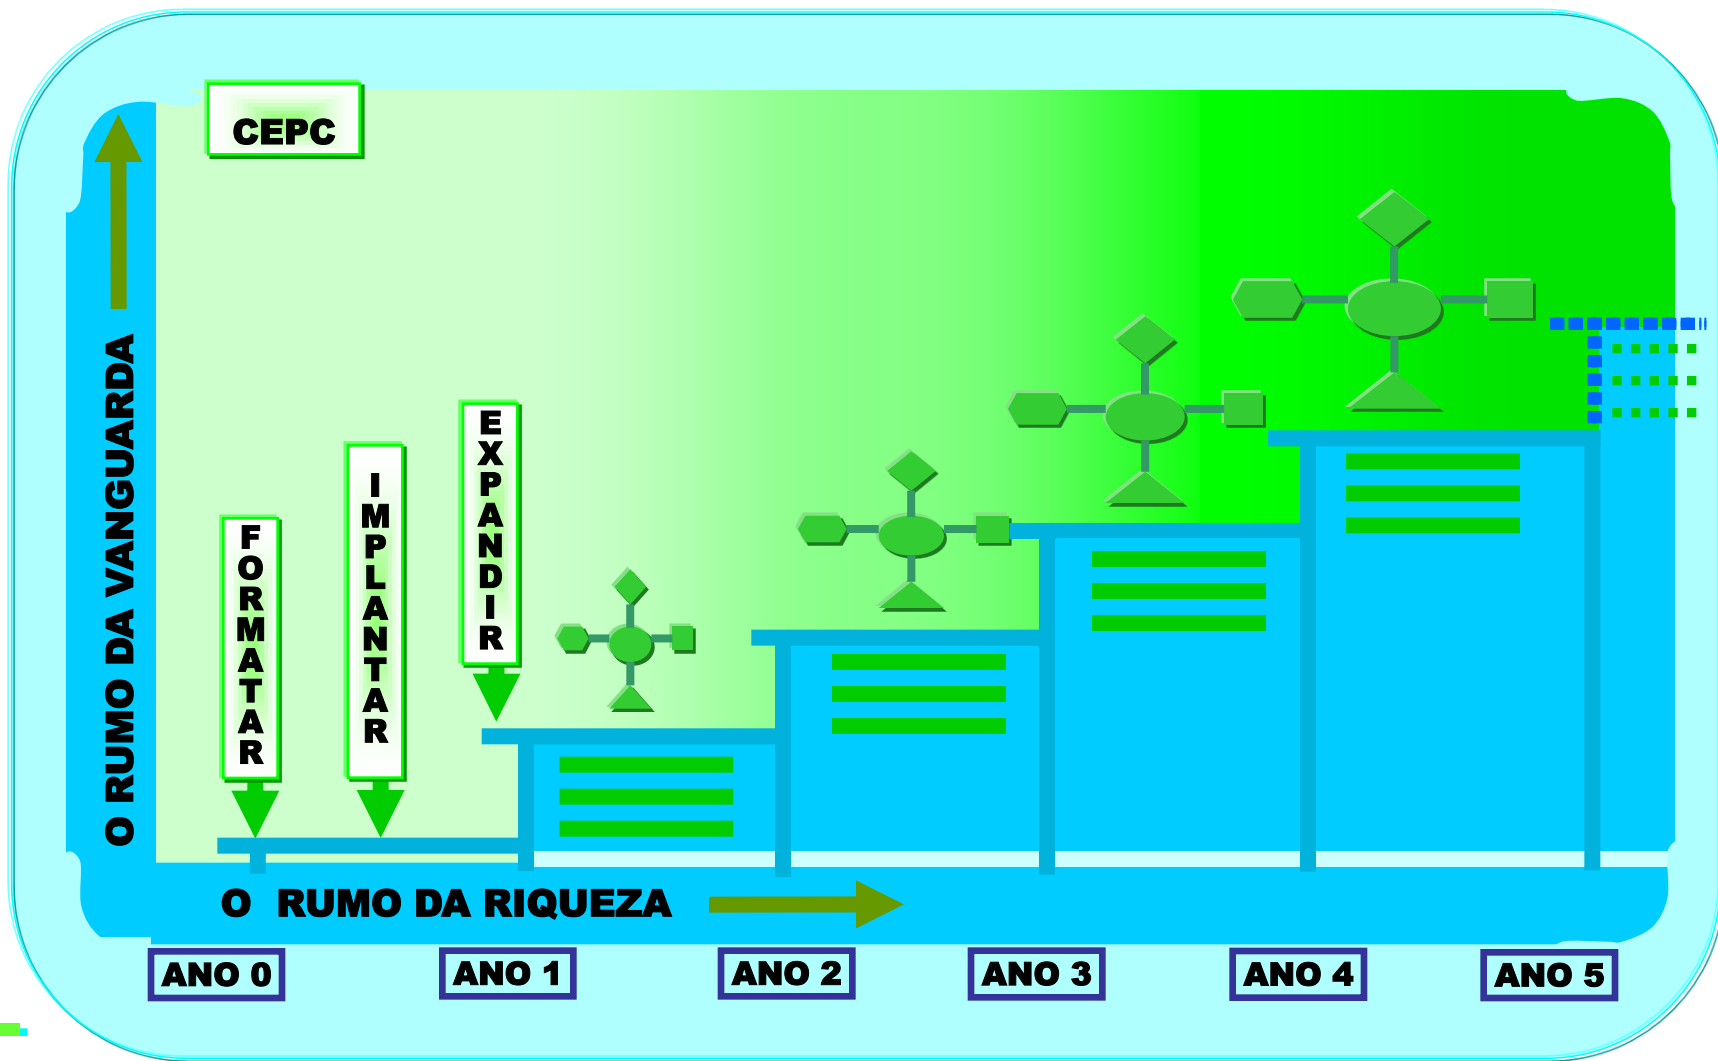 CEPC
O RUMO DA VANGUARDA
FORMATAR
IMPLANTAR
EXPANDIR
O RUMO DA RIQUEZA
ANO 0
ANO 1
ANO 2
ANO 3
ANO 4
ANO 5